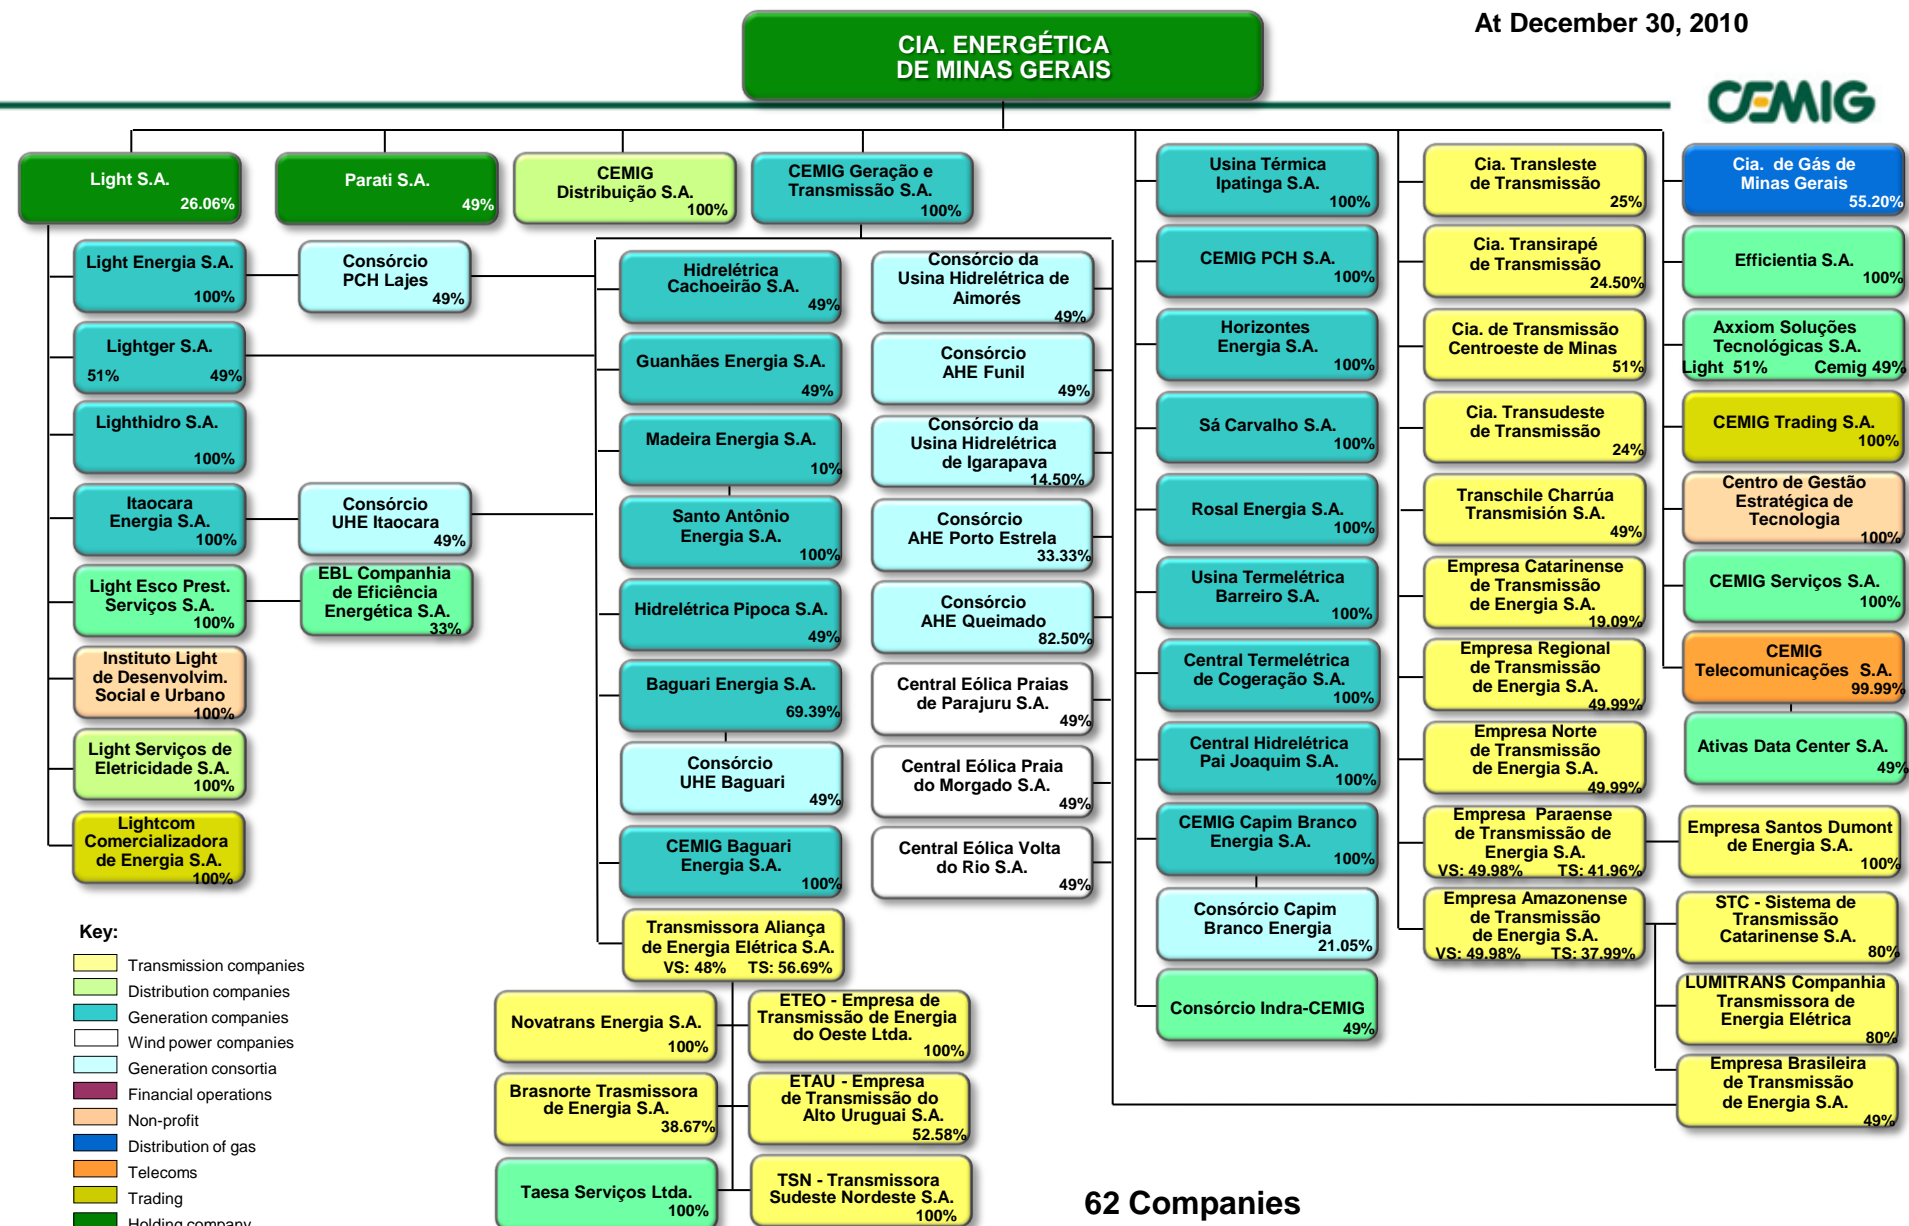 At December 30, 2010
CIA. ENERGÉTICA
DE MINAS GERAIS
CEMIG
Light S.A.
26.06%
Parati S.A.
49%
CEMIG
Distribuição S.A.
100%
CEMIG Geração e
Transmissão S.A.
100%
Light Energia S.A.
100%
Consórcio
PCH Lajes
49%
Lightger S.A.
51% 49%
Lighthidro S.A.
100%
Itaocara
Energia S.A.
100%
Consórcio
UHE Itaocara
49%
Light Esco Prest.
Serviços S.A.
100%
EBL Companhia
de Eficiência
Energética S.A.
33%
Instituto Light
de Desenvolvim.
Social e Urbano
100%
Light Serviços de
Eletricidade S.A.
100%
Lightcom
Comercializadora
de Energia S.A.
100%
Hidrelétrica
Cachoeirão S.A.
49%
Guanhães Energia S.A.
49%
Madeira Energia S.A.
10%
Santo Antônio
Energia S.A.
100%
Hidrelétrica Pipoca S.A.
49%
Baguari Energia S.A.
69.39%
Consórcio
UHE Baguari
49%
CEMIG Baguari
Energia S.A.
100%
Transmissora Aliança
de Energia Elétrica S.A.
VS: 48% TS: 56.69%
Novatrans Energia S.A.
100%
ETEO - Empresa de
Transmissão de Energia
do Oeste Ltda.
100%
Brasnorte Trasmissora
de Energia S.A.
38.67%
ETAU - Empresa
de Transmissão do
Alto Uruguai S.A.
52.58%
Taesa Serviços Ltda.
100%
TSN - Transmissora
Sudeste Nordeste S.A.
100%
Consórcio da
Usina Hidrelétrica de
Aimorés
49%
Consórcio
AHE Funil
49%
Consórcio da
Usina Hidrelétrica
de Igarapava
14.50%
Consórcio
AHE Porto Estrela
33.33%
Consórcio
AHE Queimado
82.50%
Central Eólica Praias
de Parajuru S.A.
49%
Central Eólica Praia
do Morgado S.A.
49%
Central Eólica Volta
do Rio S.A.
49%
Usina Térmica
Ipatinga S.A.
100%
CEMIG PCH S.A.
100%
Horizontes
Energia S.A.
100%
Sá Carvalho S.A.
100%
Rosal Energia S.A.
100%
Usina Termelétrica
Barreiro S.A.
100%
Central Termelétrica
de Cogeração S.A.
100%
Central Hidrelétrica
Pai Joaquim S.A.
100%
CEMIG Capim Branco
Energia S.A.
100%
Consórcio Capim
Branco Energia
21.05%
Consórcio Indra-CEMIG
49%
Cia. Transleste
de Transmissão
25%
Cia. Transirapé
de Transmissão
24.50%
Cia. de Transmissão
Centroeste de Minas
51%
Cia. Transudeste
de Transmissão
24%
Transchile Charrúa
Transmisión S.A.
49%
Empresa Catarinense
de Transmissão
de Energia S.A.
19.09%
Empresa Regional
de Transmissão
de Energia S.A.
49.99%
Empresa Norte
de Transmissão
de Energia S.A.
49.99%
Empresa Paraense
de Transmissão de
Energia S.A.
VS: 49.98% TS: 41.96%
Empresa Amazonense
de Transmissão
de Energia S.A.
VS: 49.98% TS: 37.99%
Cia. de Gás de
Minas Gerais
55.20%
Efficientia S.A.
100%
Axxiom Soluções
Tecnológicas S.A.
Light 51% Cemig 49%
CEMIG Trading S.A.
100%
Centro de Gestão
Estratégica de
Tecnologia
100%
CEMIG Serviços S.A.
100%
CEMIG
Telecomunicações S.A.
99.99%
Ativas Data Center S.A.
49%
Empresa Santos Dumont
de Energia S.A.
100%
STC - Sistema de
Transmissão
Catarinense S.A.
80%
LUMITRANS Companhia
Transmissora de
Energia Elétrica
80%
Empresa Brasileira
de Transmissão
de Energia S.A.
49%
Key:
Transmission companies
Distribution companies
Generation companies
Wind power companies
Generation consortia
Financial operations
Non-profit
Distribution of gas
Telecoms
Trading
Holding company
62 Companies